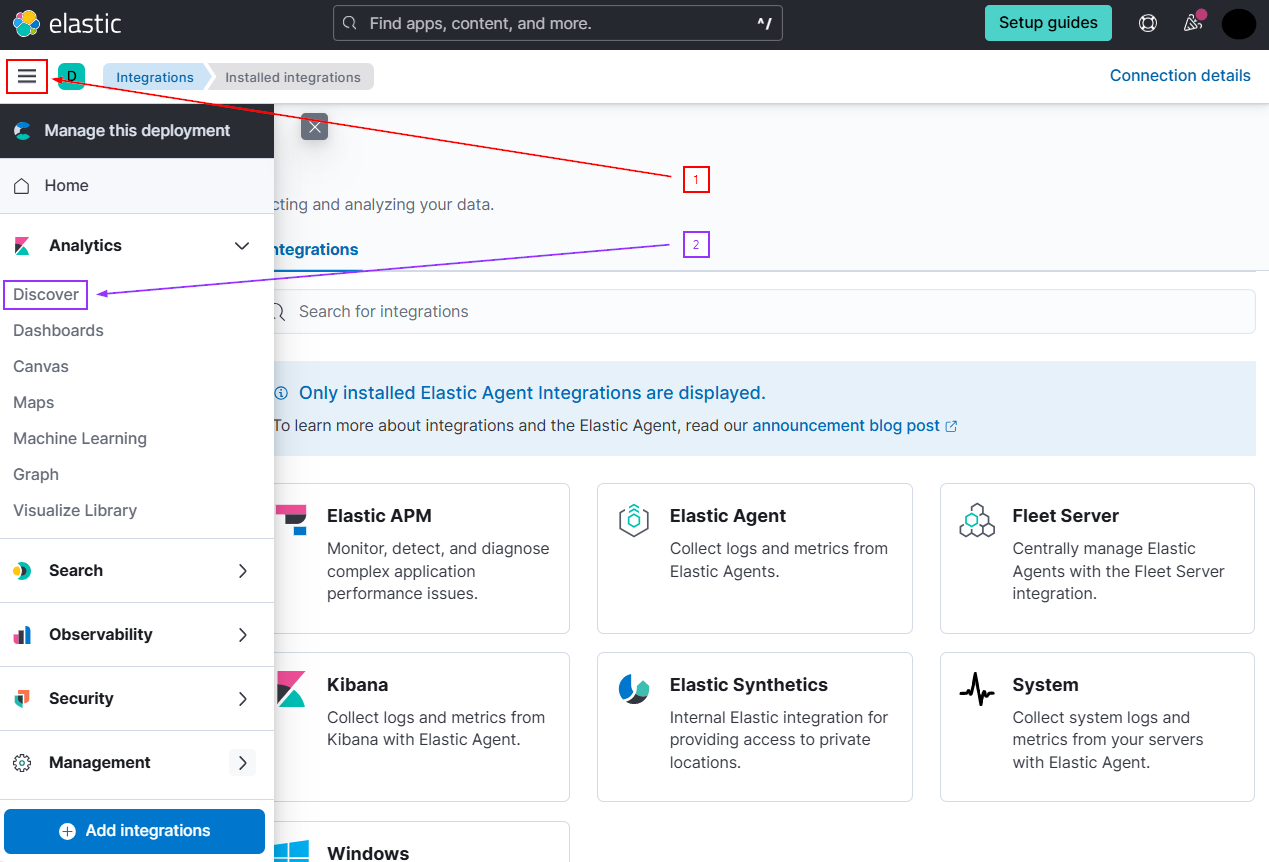 elastic
Find apps, content, and more.
^/
Setup guides
D
Integrations
Installed integrations
Connection details
Manage this deployment
1
Home
cting and analyzing your data.
Analytics
ntegrations
2
Discover
Search for integrations
Dashboards
Canvas
Maps
Machine Learning
Graph
Visualize Library
Only installed Elastic Agent Integrations are displayed.
To learn more about integrations and the Elastic Agent, read our announcement blog post
Elastic APM
Monitor, detect, and diagnose
complex application
performance issues.
Elastic Agent
Collect logs and metrics from
Elastic Agents.
Fleet Server
Centrally manage Elastic
Agents with the Fleet Server
integration.
Search
Observability
Security
Management
Kibana
Collect logs and metrics from
Kibana with Elastic Agent.
Elastic Synthetics
Internal Elastic integration for
providing access to private
locations.
System
Collect system logs and
metrics from your servers
with Elastic Agent.
Add integrations
Windows